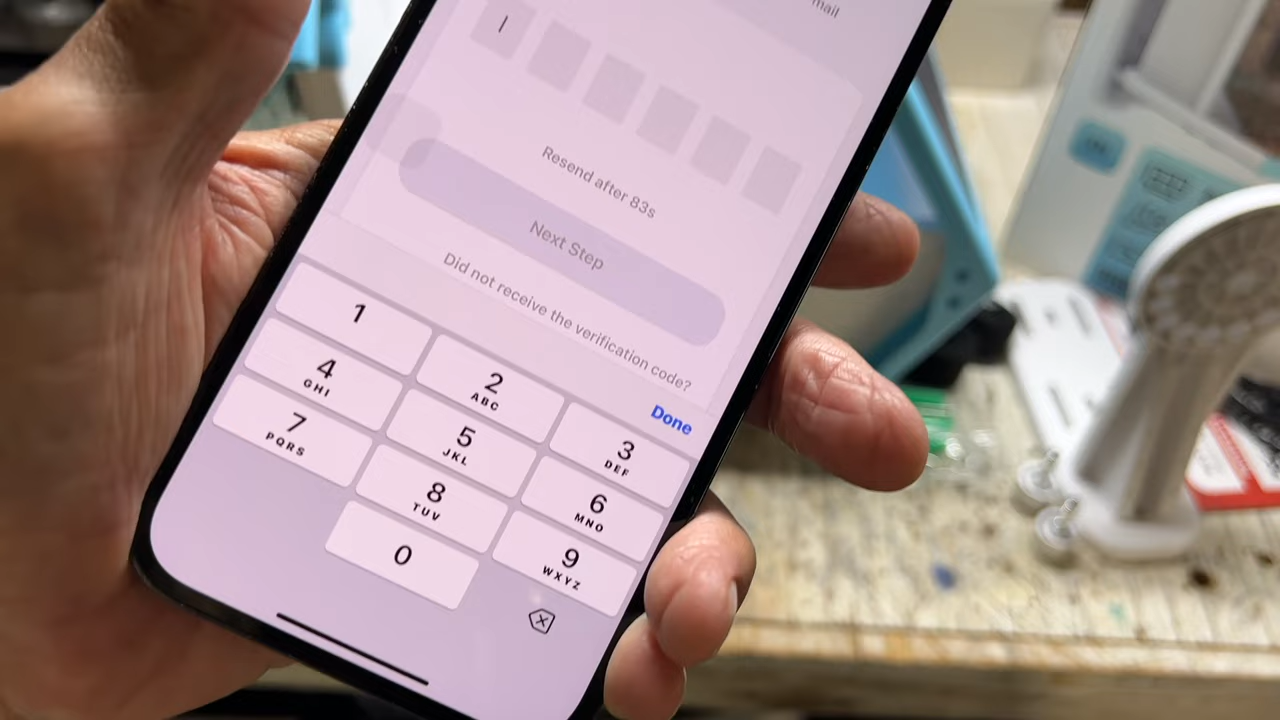 mail
Resend after 83s
Next Step
Did not receive the verification code?
Done
1
2
ABC
3
DEF
4
GHI
5
JKL
6
MNO
7
PQRS
8
TUV
9
WXYZ
0